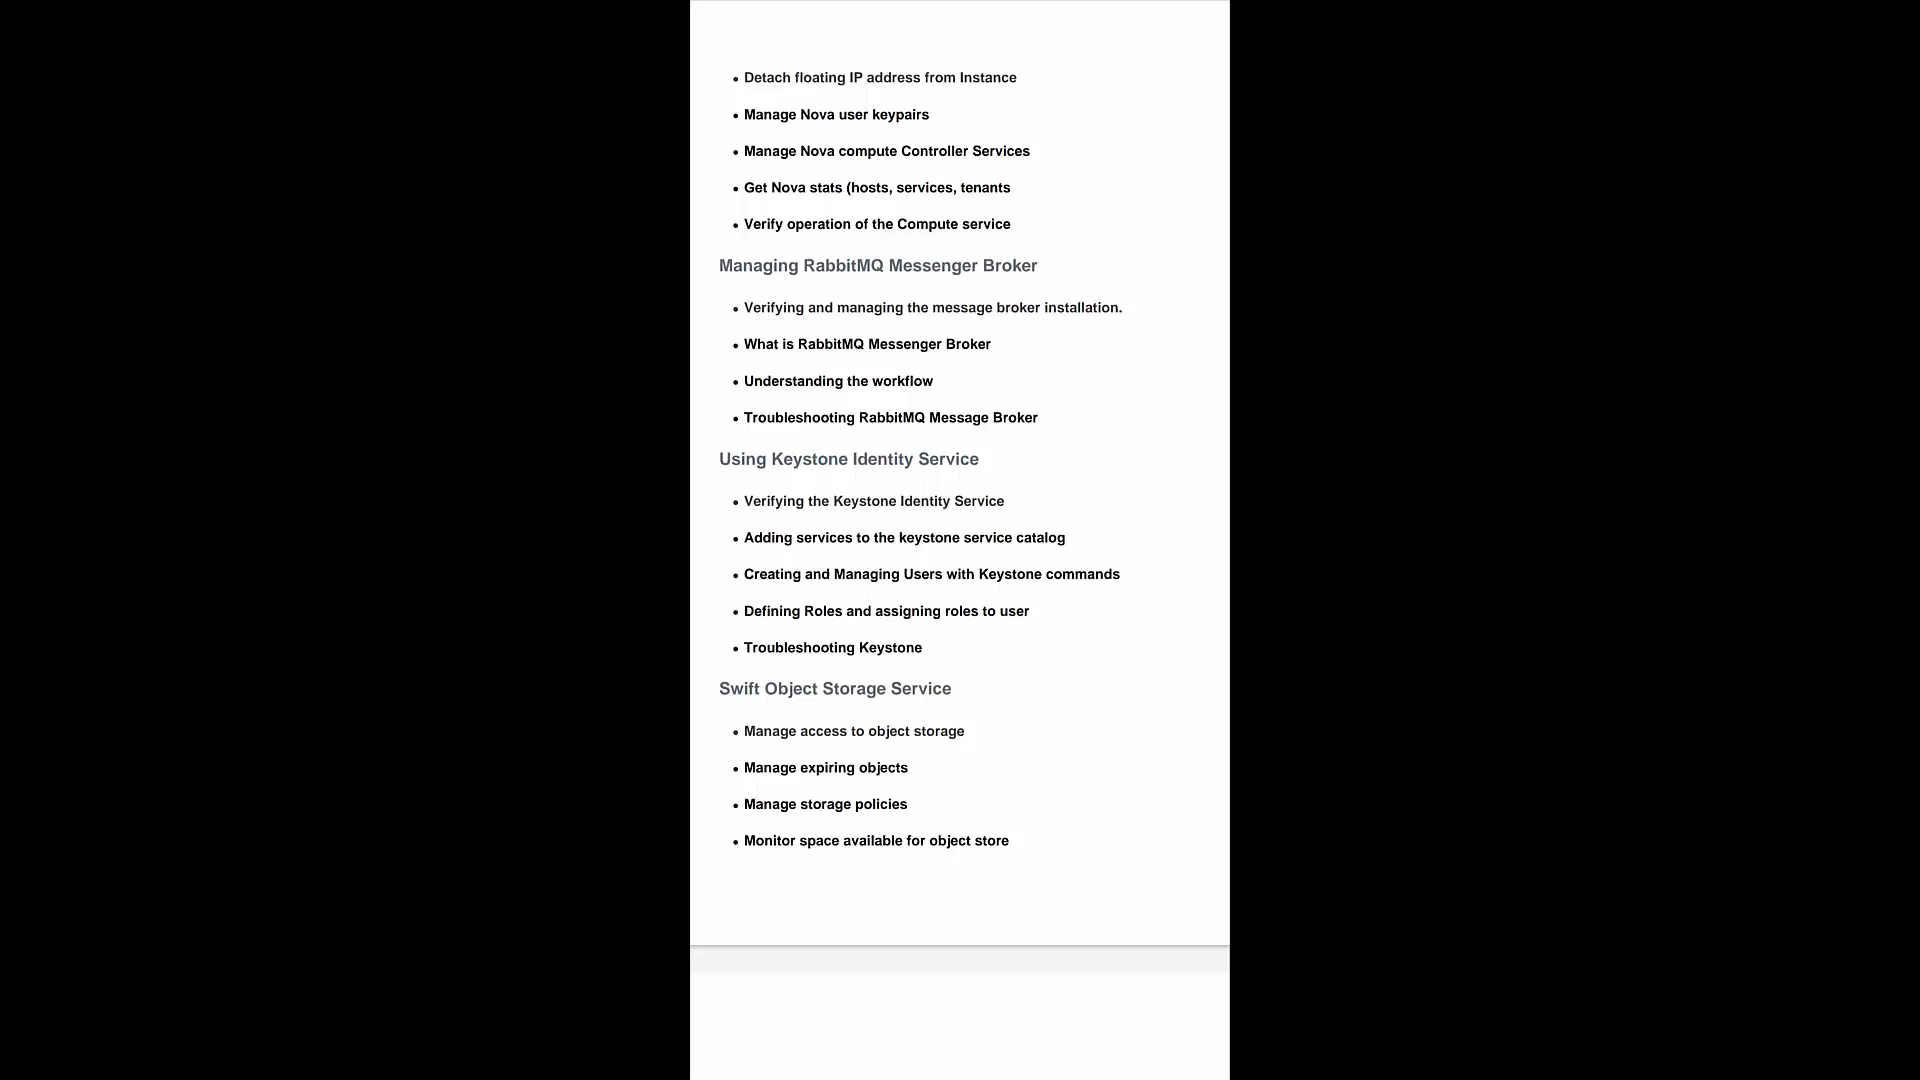 • Detach floating IP address from Instance
• Manage Nova user keypairs
• Manage Nova compute Controller Services
• Get Nova stats (hosts, services, tenants
• Verify operation of the Compute service
Managing RabbitMQ Messenger Broker
• Verifying and managing the message broker installation.
• What is RabbitMQ Messenger Broker
• Understanding the workflow
• Troubleshooting RabbitMQ Message Broker
Using Keystone Identity Service
• Verifying the Keystone Identity Service
• Adding services to the keystone service catalog
• Creating and Managing Users with Keystone commands
• Defining Roles and assigning roles to user
• Troubleshooting Keystone
Swift Object Storage Service
• Manage access to object storage
• Manage expiring objects
• Manage storage policies
• Monitor space available for object store